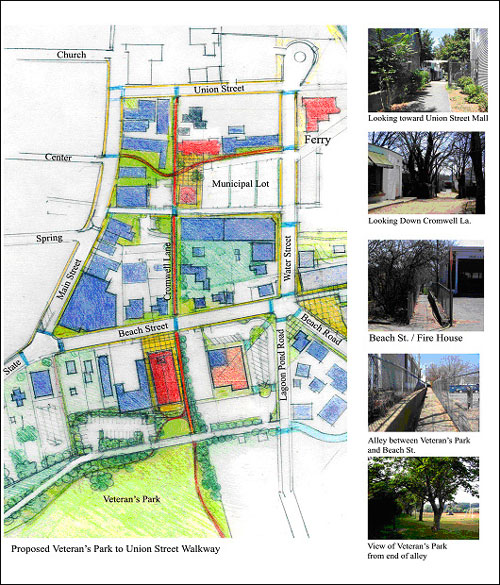 Church
Union Street
Ferry
Center
Municipal Lot
Spring
Main Street
Cromwell Lane
Water Street
Beach Street
Beach Road
State
Lagoon Pond Road
Veteran's Park
Proposed Veteran's Park to Union Street Walkway
Looking toward Union Street Mall
Looking Down Cromwell La.
Beach St. / Fire House
Alley between Veteran's Park
and Beach St.
View of Veteran's Park
from end of alley